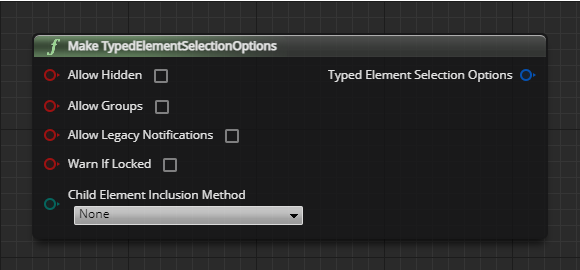 Make TypedElementSelectionOptions
Allow Hidden
Typed Element Selection Options
Allow Groups
Allow Legacy Notifications
Warn If Locked
Child Element Inclusion Method
None